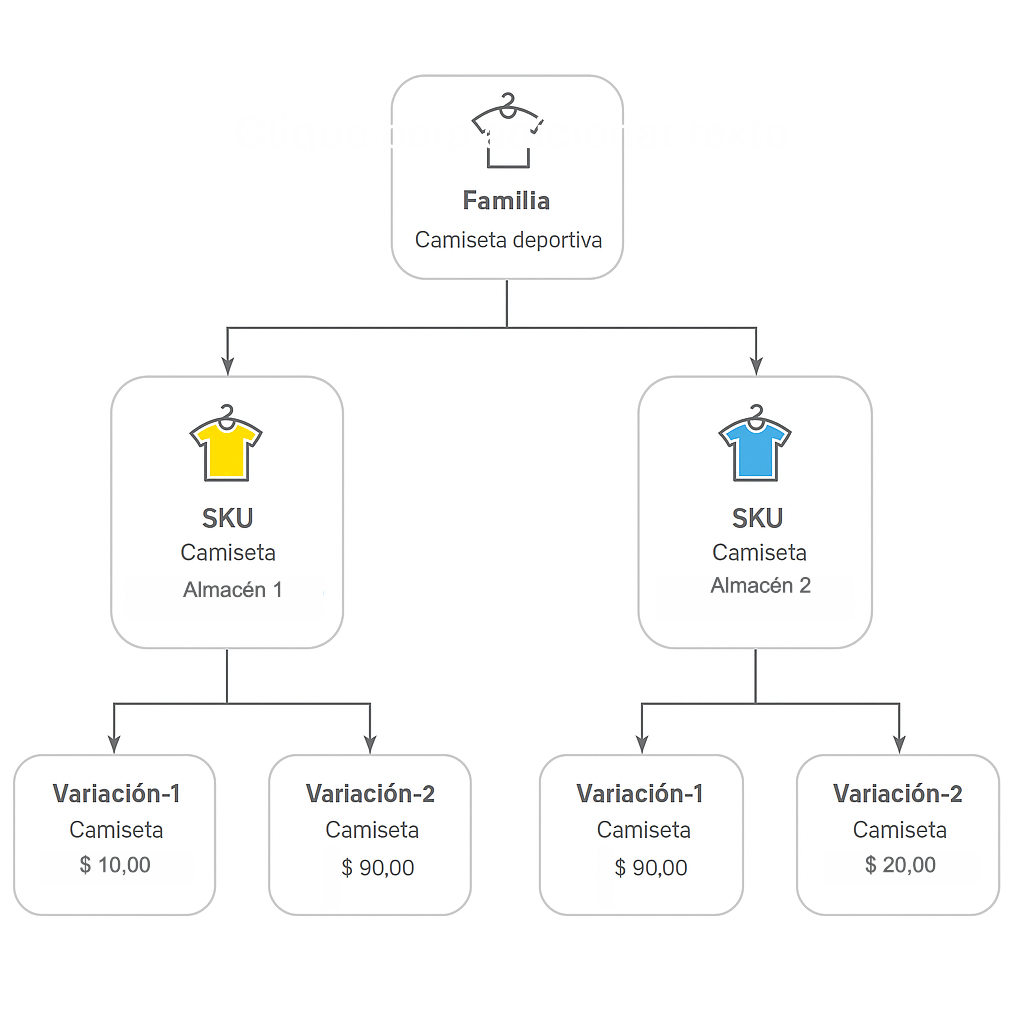 Familia
Camiseta deportiva
SKU
Camiseta
Almacén 1
SKU
Camiseta
Almacén 2
Variación-1
Camiseta
$ 10,00
Variación-2
Camiseta
$ 90,00
Variación-1
Camiseta
$ 90,00
Variación-2
Camiseta
$ 20,00